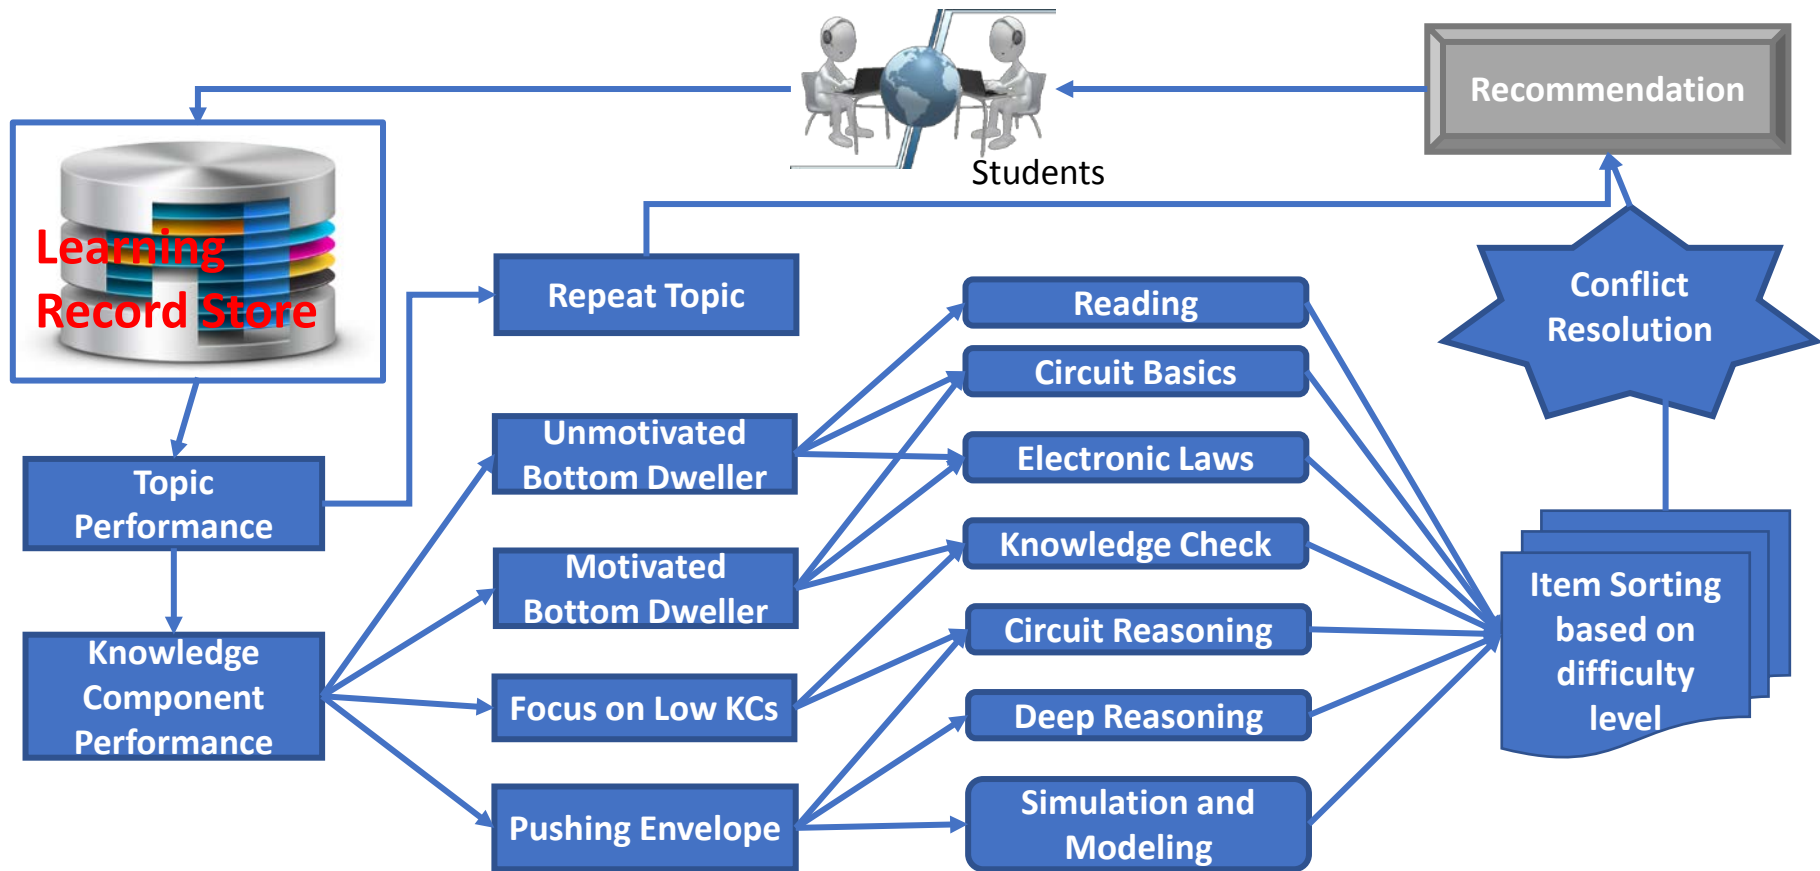 Students
Recommendation
Learning
Record Store
Repeat Topic
Reading
Conflict
Resolution
Circuit Basics
Unmotivated
Bottom Dweller
Electronic Laws
Topic
Performance
Knowledge Check
Motivated
Bottom Dweller
Item Sorting
based on
difficulty
level
Circuit Reasoning
Knowledge
Component
Performance
Focus on Low KCs
Deep Reasoning
Pushing Envelope
Simulation and
Modeling